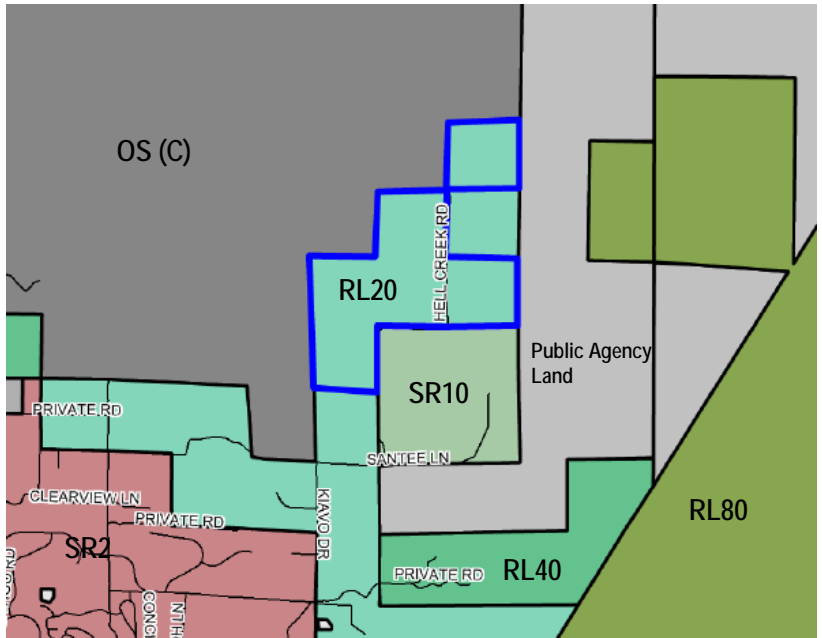 OS (C)
HELL CREEK RD
RL20
Public Agency
Land
SR10
PRIVATE RD
SANTEE LN
CLEARVIEW LN
KIAVO DR
PRIVATE RD
RL80
SR2
RL40
PRIVATE RD